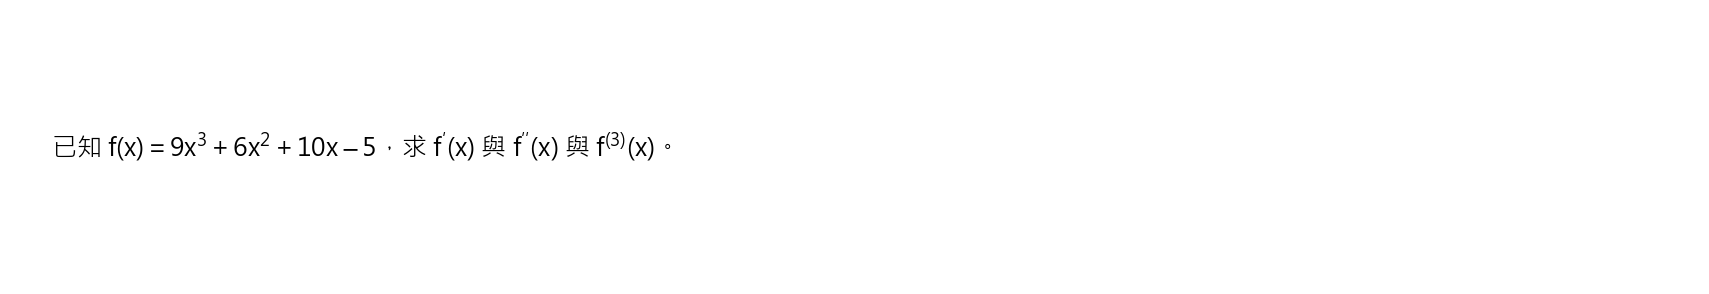 已知 f(x) = 9x³ + 6x² + 10x – 5，求 f′(x) 與 f′′(x) 與 f⁽³⁾(x)。